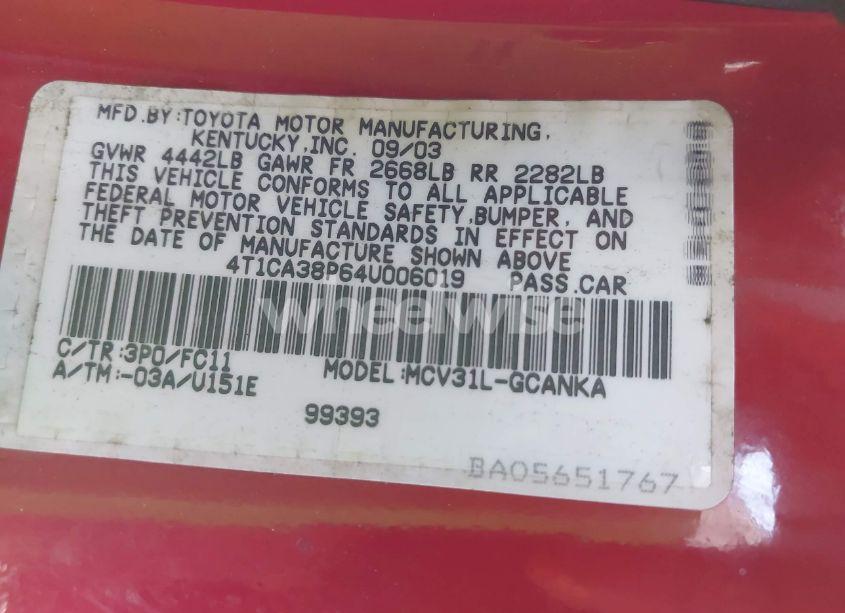 MFD.BY:TOYOTA MOTOR MANUFACTURING,
KENTUCKY,INC. 09/03
GVWR 4442LB GAWR FR 2668LB RR 2282LB
THIS VEHICLE CONFORMS TO ALL APPLICABLE
FEDERAL MOTOR VEHICLE SAFETY,BUMPER, AND
THEFT PREVENTION STANDARDS IN EFFECT ON
THE DATE OF MANUFACTURE SHOWN ABOVE
4T1CA38P64U006019 PASS.CAR
wheelwise
C/TR:3P0/FC11
A/TM:-03A/U151E MODEL:MCV31L-GCANKA
99393
BA05651767